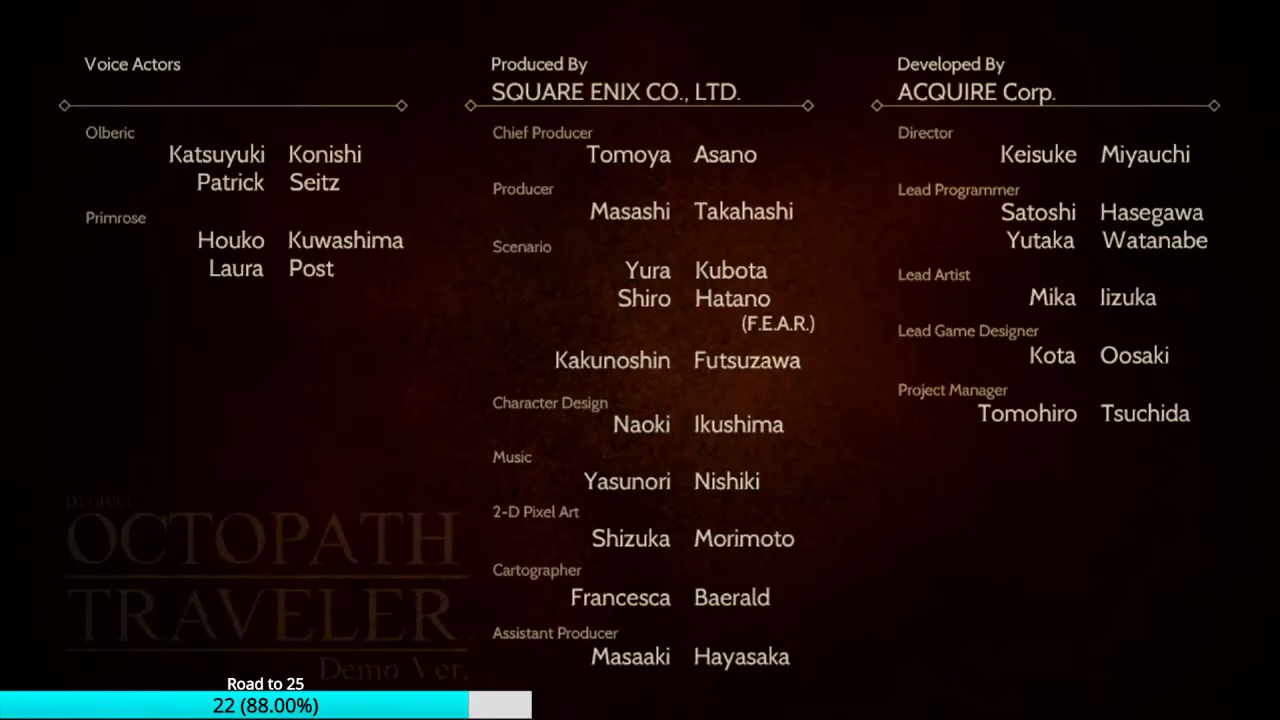 Voice Actors
Olberic
Katsuyuki Konishi
Patrick Seitz
Primrose
Houko Kuwashima
Laura Post
Produced By
SQUARE ENIX CO., LTD.
Chief Producer
Tomoya Asano
Producer
Masashi Takahashi
Scenario
Yura Kubota
Shiro Hatano
(F.E.A.R.)
Kakunoshin Futsuzawa
Character Design
Naoki Ikushima
Music
Yasunori Nishiki
2-D Pixel Art
Shizuka Morimoto
Cartographer
Francesca Baerald
Assistant Producer
Masaaki Hayasaka
Developed By
ACQUIRE Corp.
Director
Keisuke Miyauchi
Lead Programmer
Satoshi Hasegawa
Yutaka Watanabe
Lead Artist
Mika Iizuka
Lead Game Designer
Kota Oosaki
Project Manager
Tomohiro Tsuchida
project
OCTOPATH
TRAVELER
Demo Ver.
Road to 25
22 (88.00%)